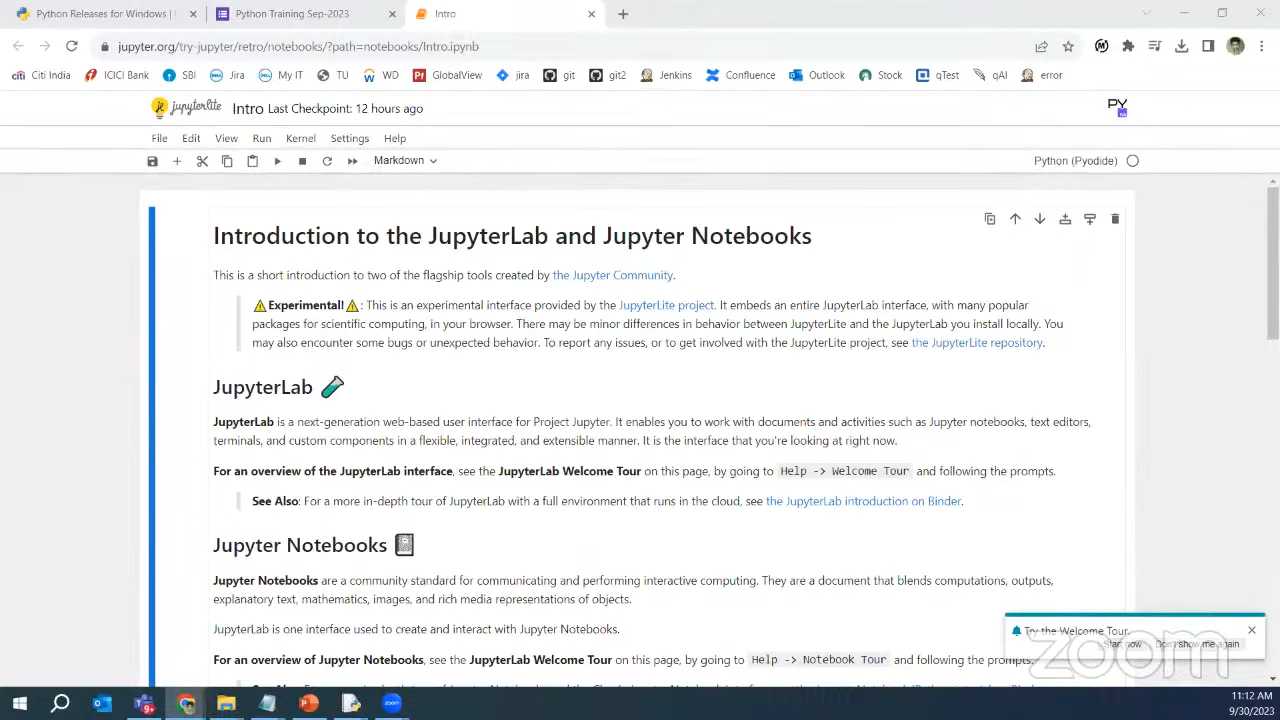 Python Releases for Windows |
Python Training Sep-2023
Intro
jupyter.org/try-jupyter/retro/notebooks/?path=notebooks/Intro.ipynb
citi Citi India
ICICI Bank
SBI
Jira
My IT
TU
WD
GlobalView
jira
git
git2
Jenkins
Confluence
Outlook
Stock
qTest
qAI
error
jupyterlite Intro Last Checkpoint: 12 hours ago
File Edit View Run Kernel Settings Help
Markdown
Python (Pyodide)
Introduction to the JupyterLab and Jupyter Notebooks
This is a short introduction to two of the flagship tools created by the Jupyter Community.
⚠Experimental!⚠: This is an experimental interface provided by the JupyterLite project. It embeds an entire JupyterLab interface, with many popular
packages for scientific computing, in your browser. There may be minor differences in behavior between JupyterLite and the JupyterLab you install locally. You
may also encounter some bugs or unexpected behavior. To report any issues, or to get involved with the JupyterLite project, see the JupyterLite repository.
JupyterLab
JupyterLab is a next-generation web-based user interface for Project Jupyter. It enables you to work with documents and activities such as Jupyter notebooks, text editors,
terminals, and custom components in a flexible, integrated, and extensible manner. It is the interface that you're looking at right now.
For an overview of the JupyterLab interface, see the JupyterLab Welcome Tour on this page, by going to Help -> Welcome Tour and following the prompts.
See Also: For a more in-depth tour of JupyterLab with a full environment that runs in the cloud, see the JupyterLab introduction on Binder.
Jupyter Notebooks
Jupyter Notebooks are a community standard for communicating and performing interactive computing. They are a document that blends computations, outputs,
explanatory text, mathematics, images, and rich media representations of objects.
JupyterLab is one interface used to create and interact with Jupyter Notebooks.
For an overview of Jupyter Notebooks, see the JupyterLab Welcome Tour on this page, by going to Help -> Notebook Tour and following the prompts.
Try the Welcome Tour.
Start now Don't show me again
zoom
11:12 AM
9/30/2023